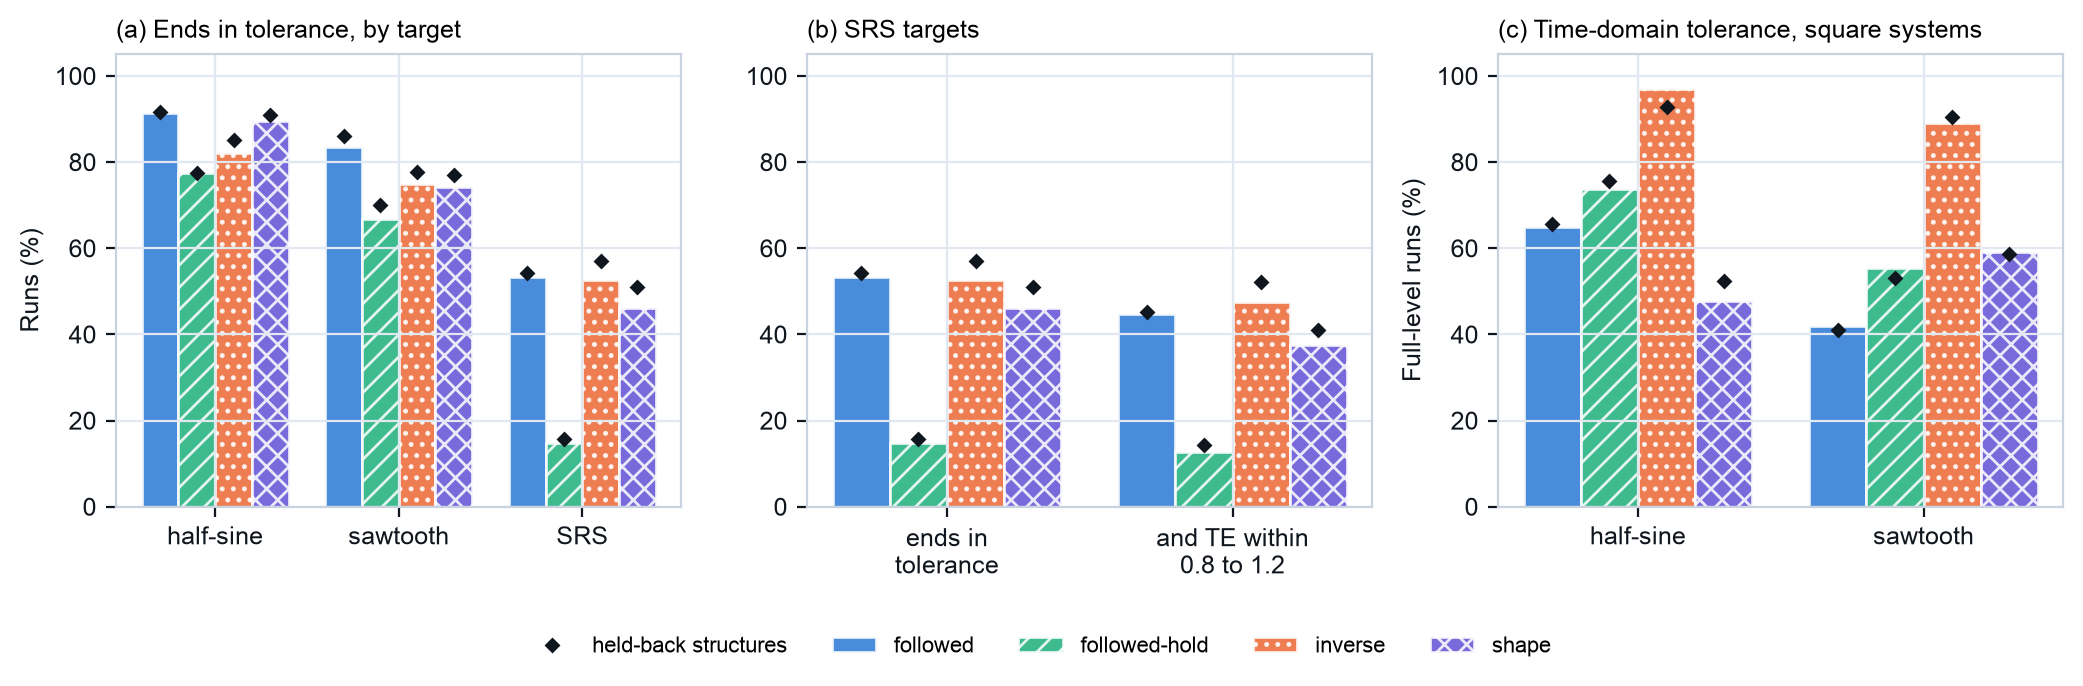 (a) Ends in tolerance, by target
Runs (%)
100
80
60
40
20
0
half-sine
sawtooth
SRS
(b) SRS targets
100
80
60
40
20
0
ends in
tolerance
and TE within
0.8 to 1.2
(c) Time-domain tolerance, square systems
Full-level runs (%)
100
80
60
40
20
0
half-sine
sawtooth
held-back structures
followed
followed-hold
inverse
shape